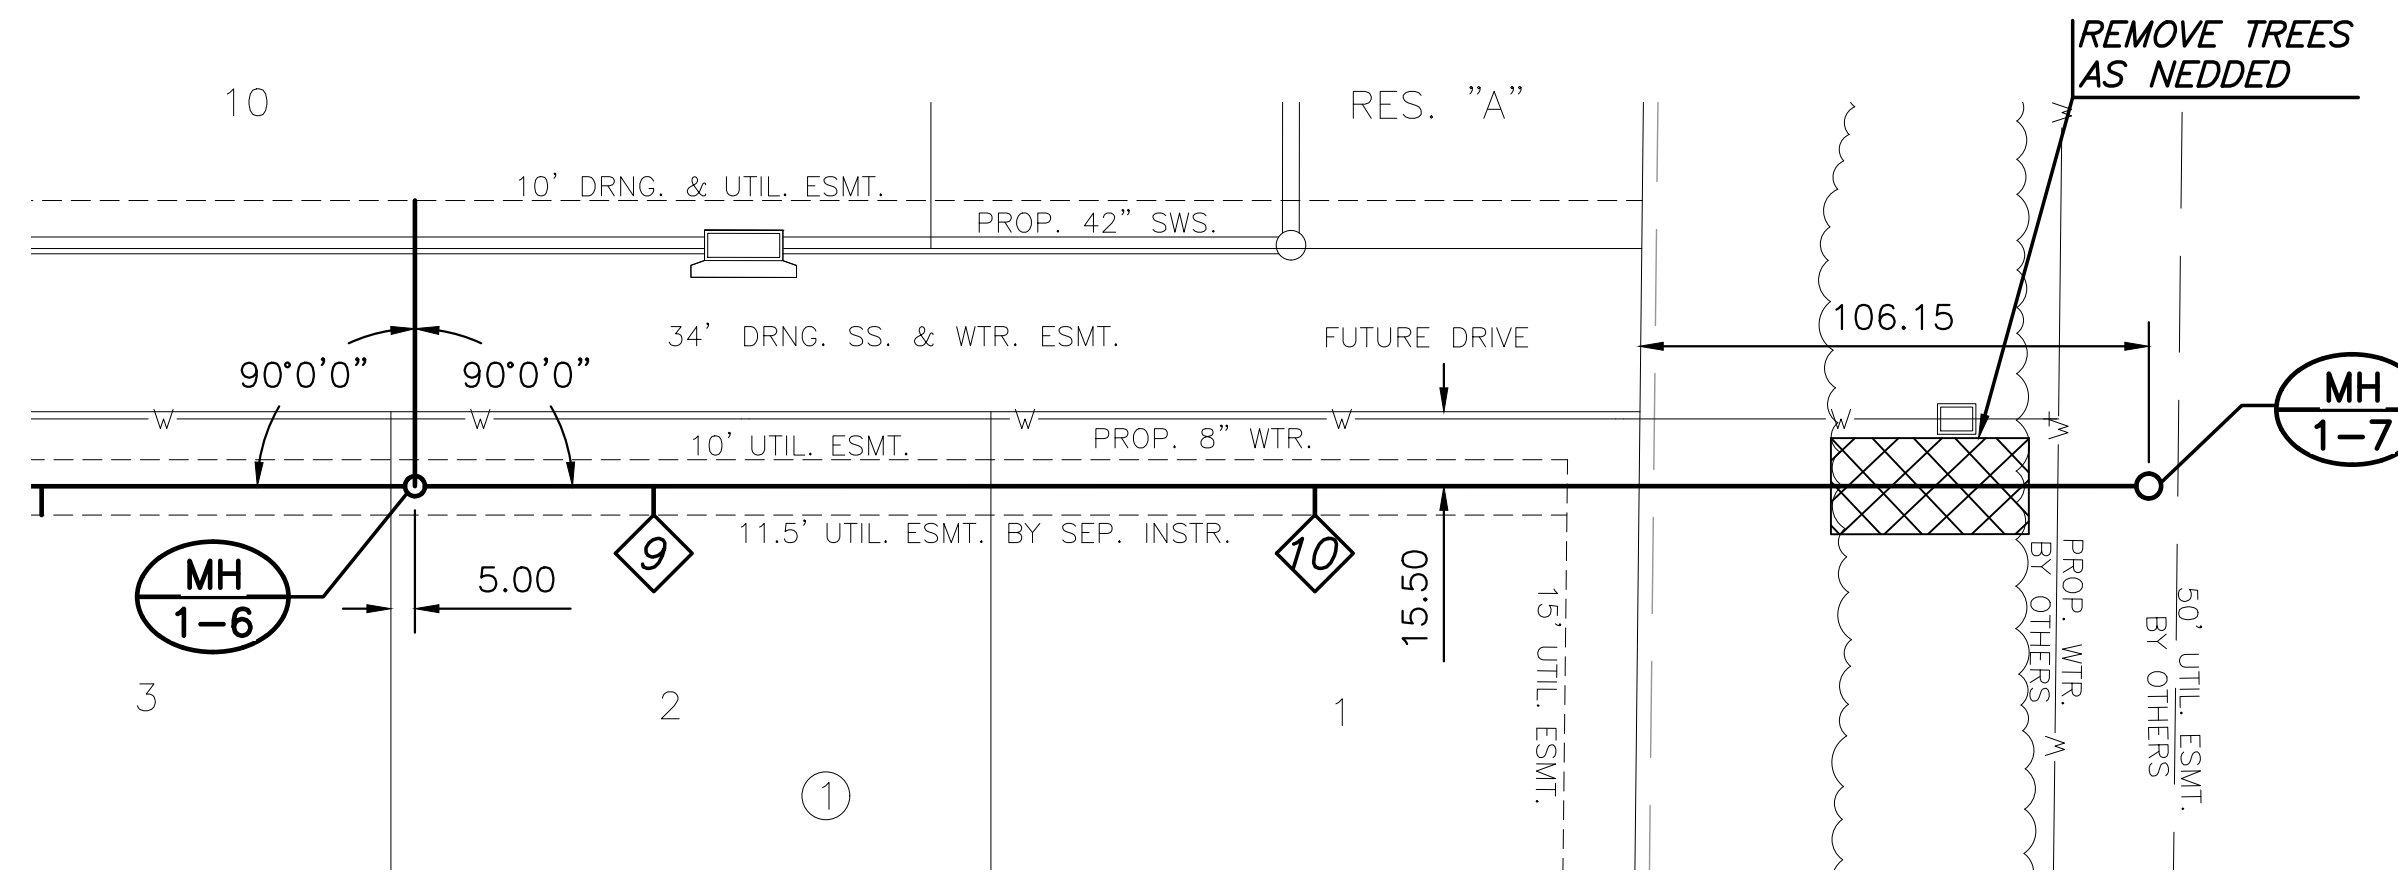 REMOVE TREES
AS NEDDED
10
RES. "A"
10' DRNG. & UTIL. ESMT.
PROP. 42" SWS.
106.15
34' DRNG. SS. & WTR. ESMT.
FUTURE DRIVE
90°0'0"
90°0'0"
MH
1-7
W
W
W
W
W
W
W
10' UTIL. ESMT.
PROP. 8" WTR.
11.5' UTIL. ESMT. BY SEP. INSTR.
9
10
MH
1-6
5.00
15.50
15' UTIL. ESMT.
PROP. WTR.
BY OTHERS
50' UTIL. ESMT.
BY OTHERS
3
2
1
W
1